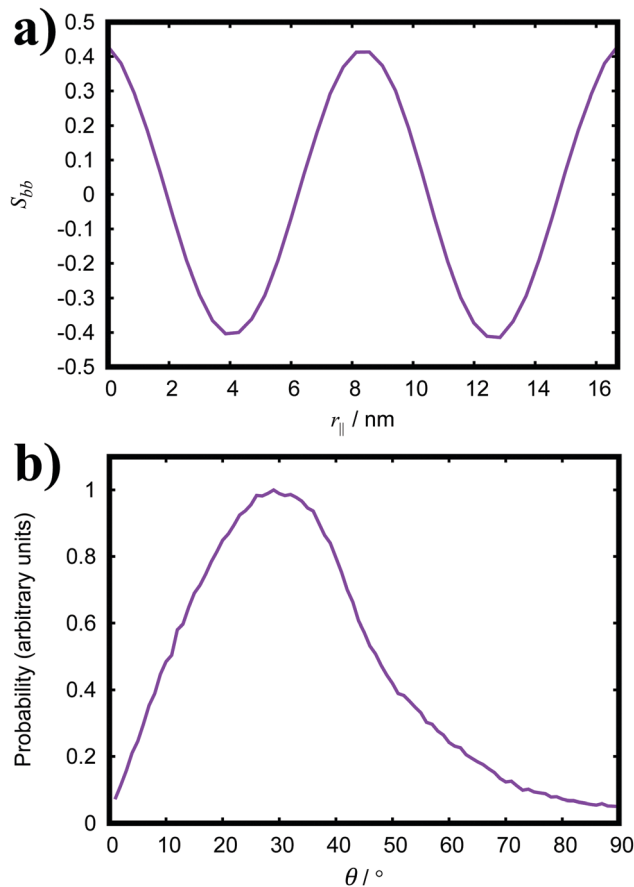 a)
0.5
0.4
0.3
0.2
0.1
0
-0.1
-0.2
-0.3
-0.4
-0.5
S_bb
0 2 4 6 8 10 12 14 16
r_|| / nm
b)
1
0.8
0.6
0.4
0.2
0
Probability (arbitrary units)
0 10 20 30 40 50 60 70 80 90
θ / °